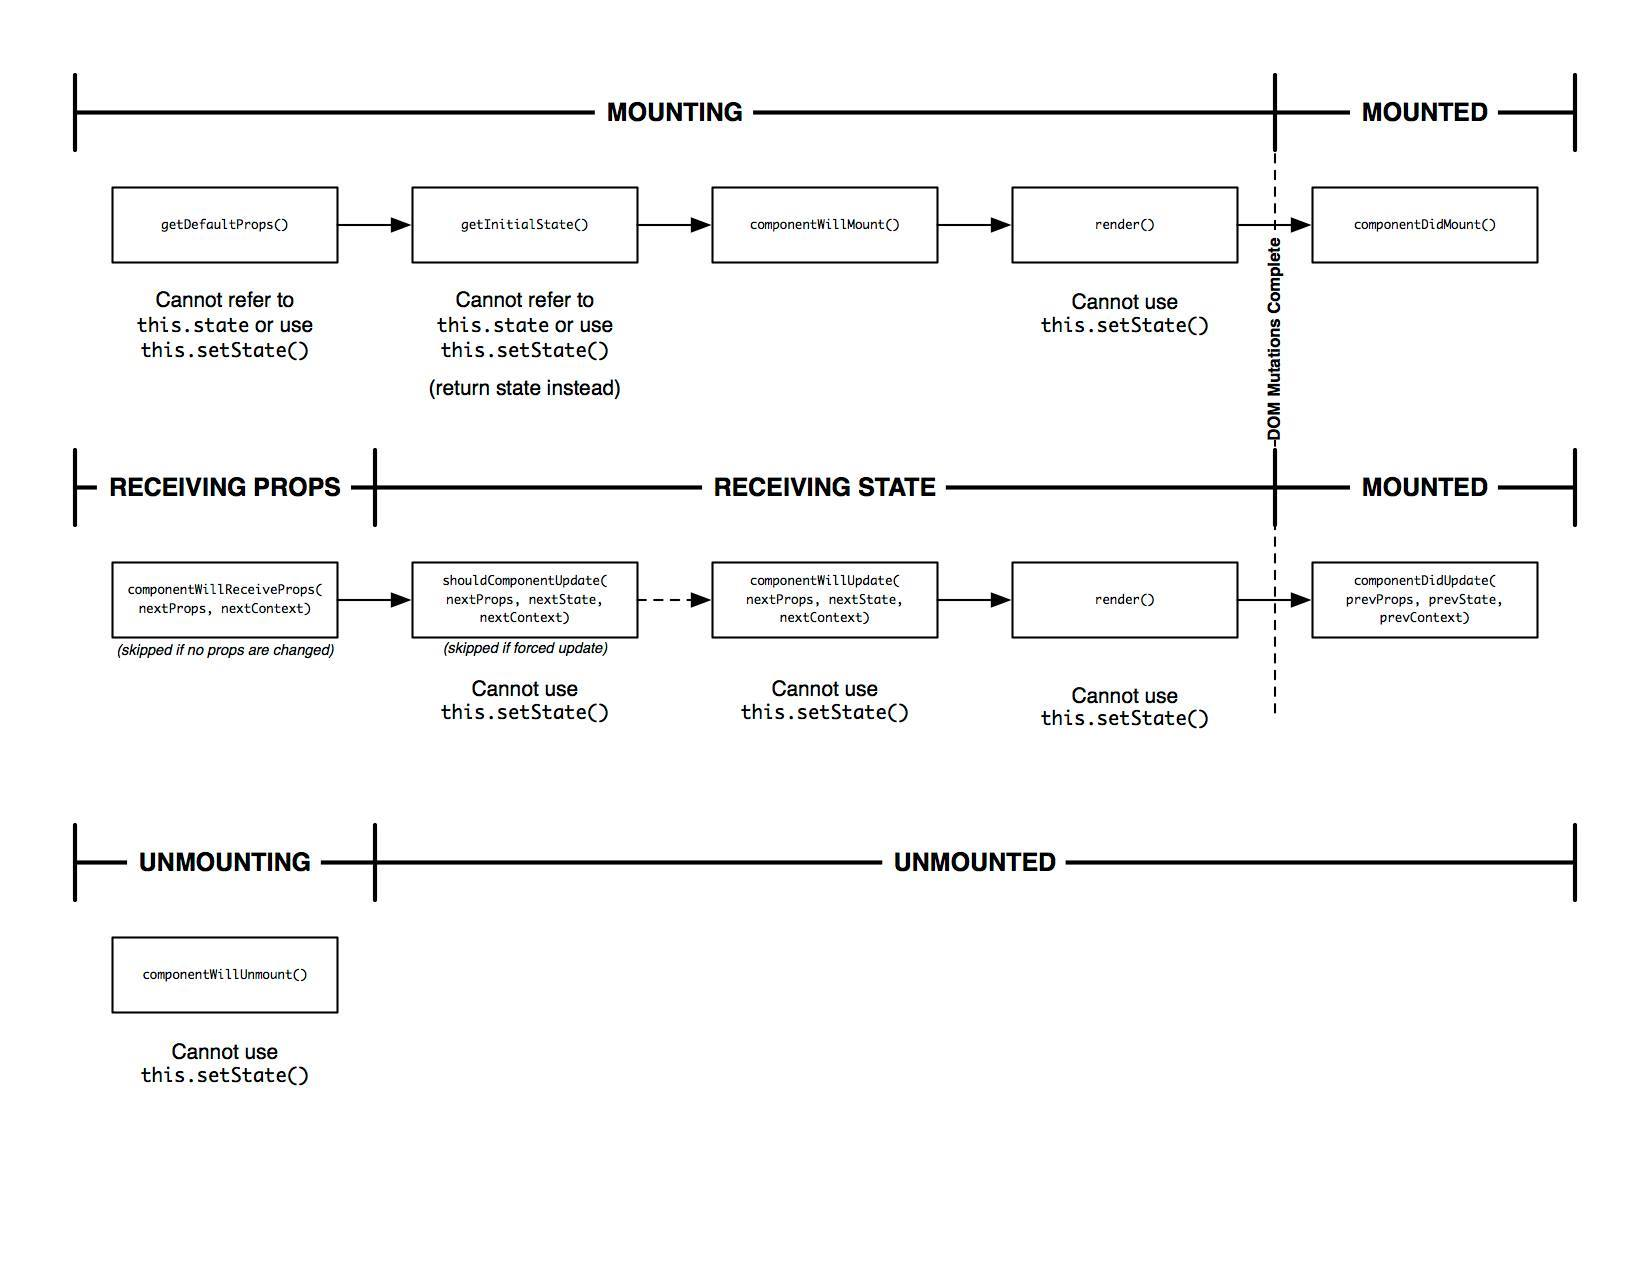 MOUNTING
MOUNTED
getDefaultProps()
getInitialState()
componentWillMount()
render()
componentDidMount()
Cannot refer to
this.state or use
this.setState()
Cannot refer to
this.state or use
this.setState()
(return state instead)
Cannot use
this.setState()
DOM Mutations Complete
RECEIVING PROPS
RECEIVING STATE
MOUNTED
componentWillReceiveProps(
nextProps, nextContext)
(skipped if no props are changed)
shouldComponentUpdate(
nextProps, nextState,
nextContext)
(skipped if forced update)
Cannot use
this.setState()
componentWillUpdate(
nextProps, nextState,
nextContext)
Cannot use
this.setState()
render()
Cannot use
this.setState()
componentDidUpdate(
prevProps, prevState,
prevContext)
UNMOUNTING
UNMOUNTED
componentWillUnmount()
Cannot use
this.setState()